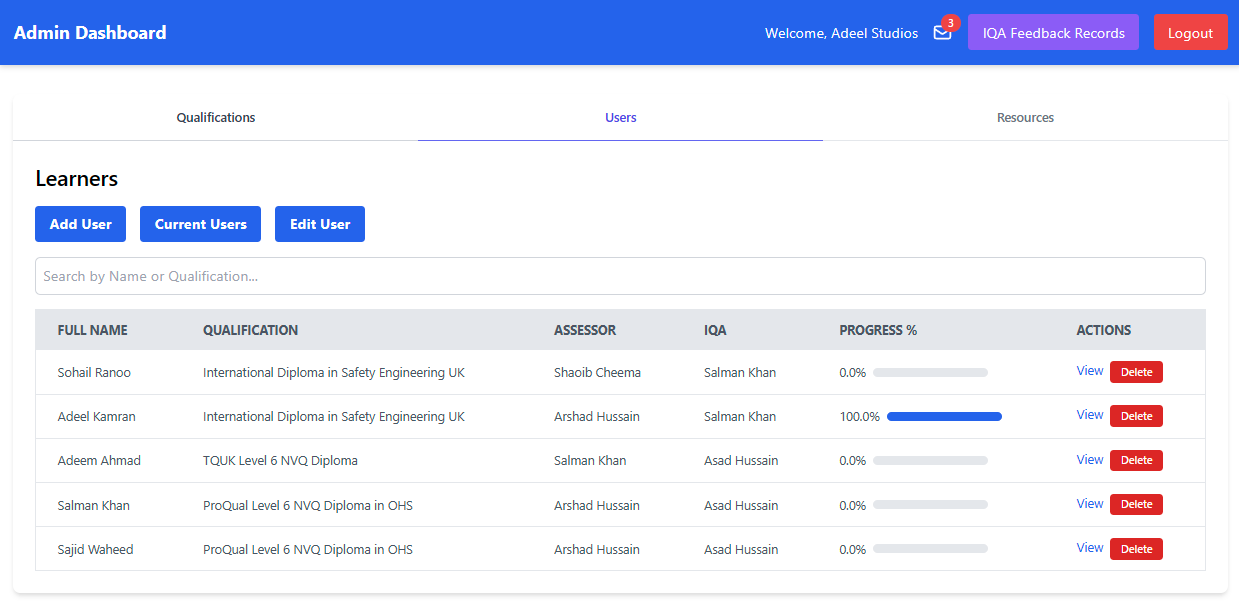 Admin Dashboard
Welcome, Adeel Studios
3
IQA Feedback Records
Logout
Qualifications
Users
Resources
Learners
Add User
Current Users
Edit User
Search by Name or Qualification...
FULL NAME QUALIFICATION ASSESSOR IQA PROGRESS % ACTIONS
Sohail Ranoo International Diploma in Safety Engineering UK Shaoib Cheema Salman Khan 0.0% View Delete
Adeel Kamran International Diploma in Safety Engineering UK Arshad Hussain Salman Khan 100.0% View Delete
Adeem Ahmad TQUK Level 6 NVQ Diploma Salman Khan Asad Hussain 0.0% View Delete
Salman Khan ProQual Level 6 NVQ Diploma in OHS Arshad Hussain Asad Hussain 0.0% View Delete
Sajid Waheed ProQual Level 6 NVQ Diploma in OHS Arshad Hussain Asad Hussain 0.0% View Delete